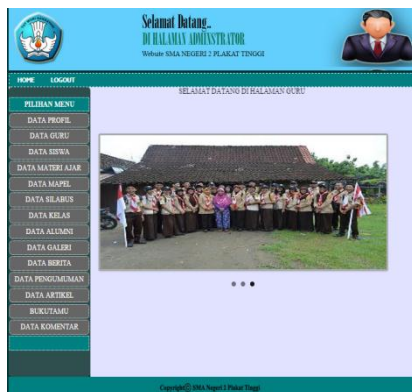 Selamat Datang..
DI HALAMAN ADMINSTRATOR
Website SMA NEGERI 2 PLAKAT TINGGI
HOME LOGOUT
SELAMAT DATANG DI HALAMAN GURU
PILIHAN MENU
DATA PROFIL
DATA GURU
DATA SISWA
DATA MATERI AJAR
DATA MAPEL
DATA SILABUS
DATA KELAS
DATA ALUMNI
DATA GALERI
DATA BERITA
DATA PENGUMUMAN
DATA ARTIKEL
BUKUTAMU
DATA KOMENTAR
Copyright© SMA Negeri 2 Plakat Tinggi